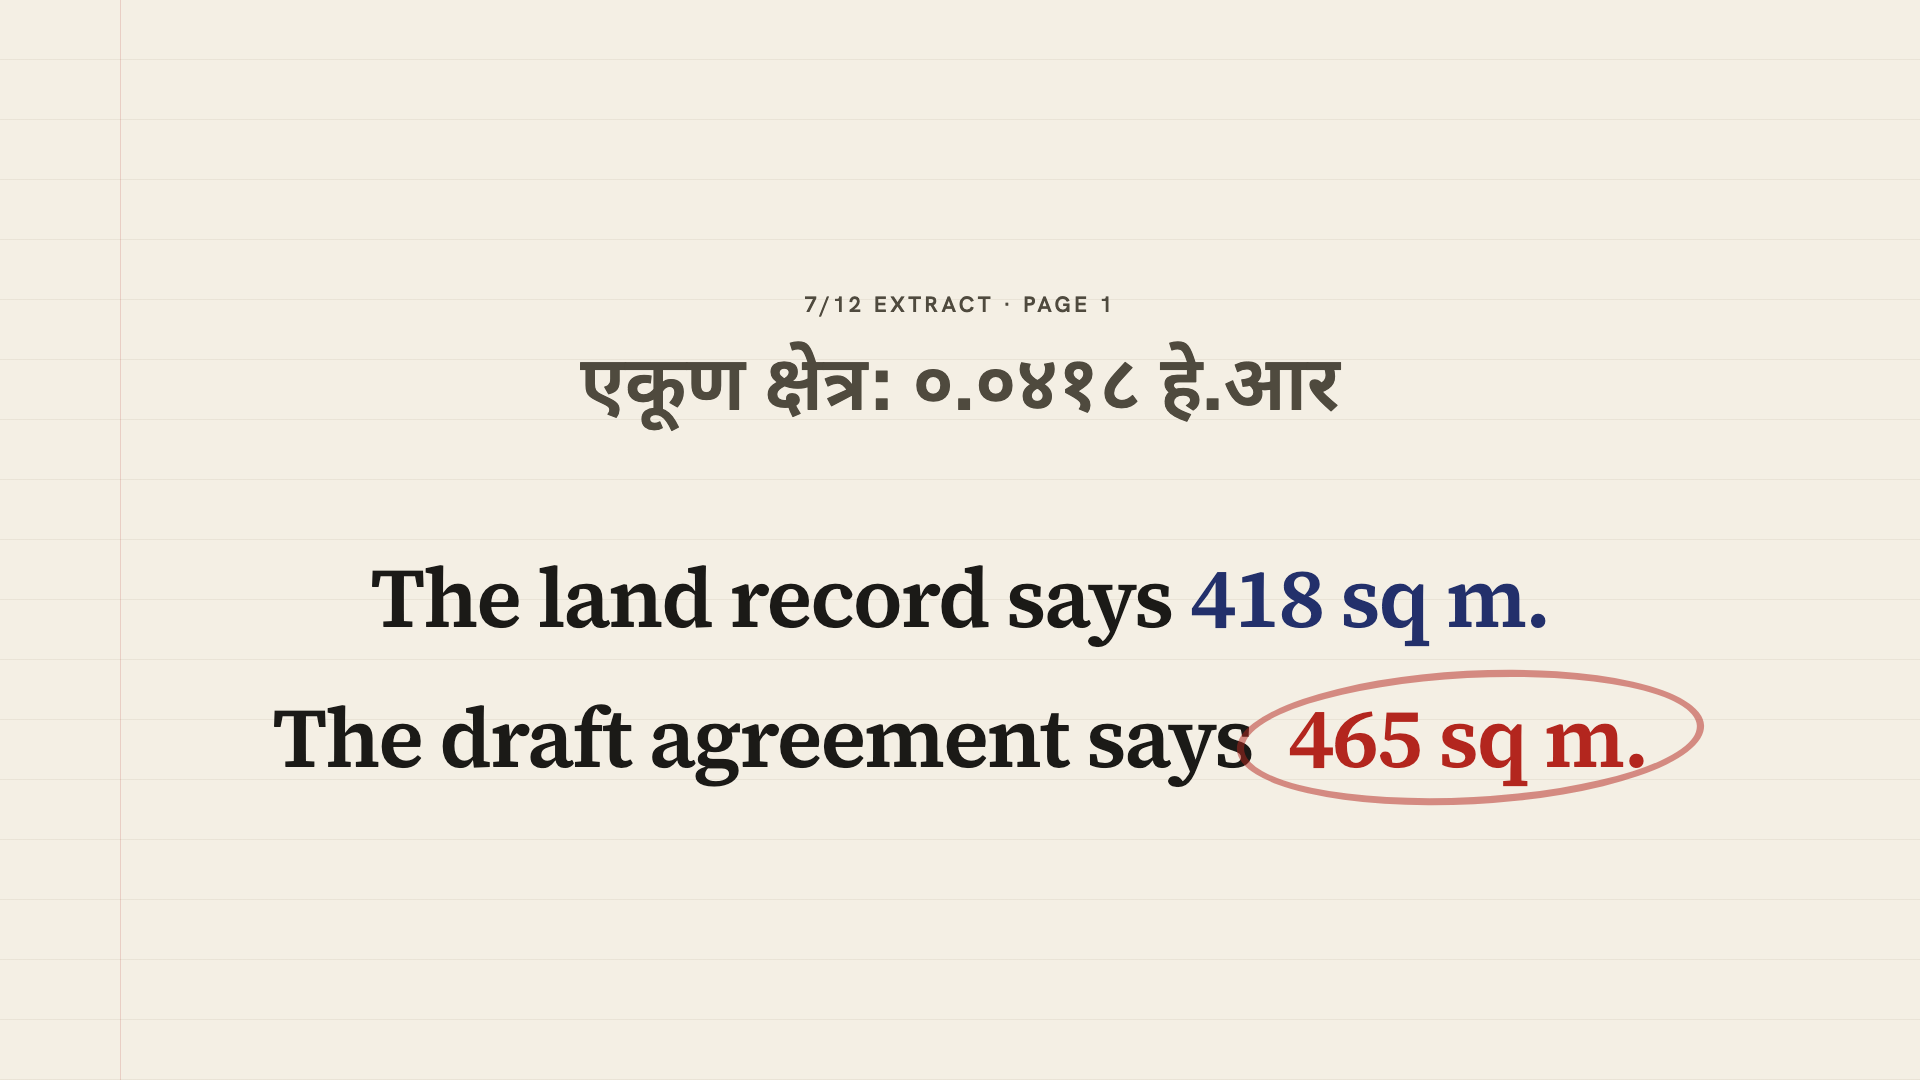 7/12 EXTRACT · PAGE 1
एकूण क्षेत्र: ०.०४१८ हे.आर
The land record says 418 sq m.
The draft agreement says 465 sq m.